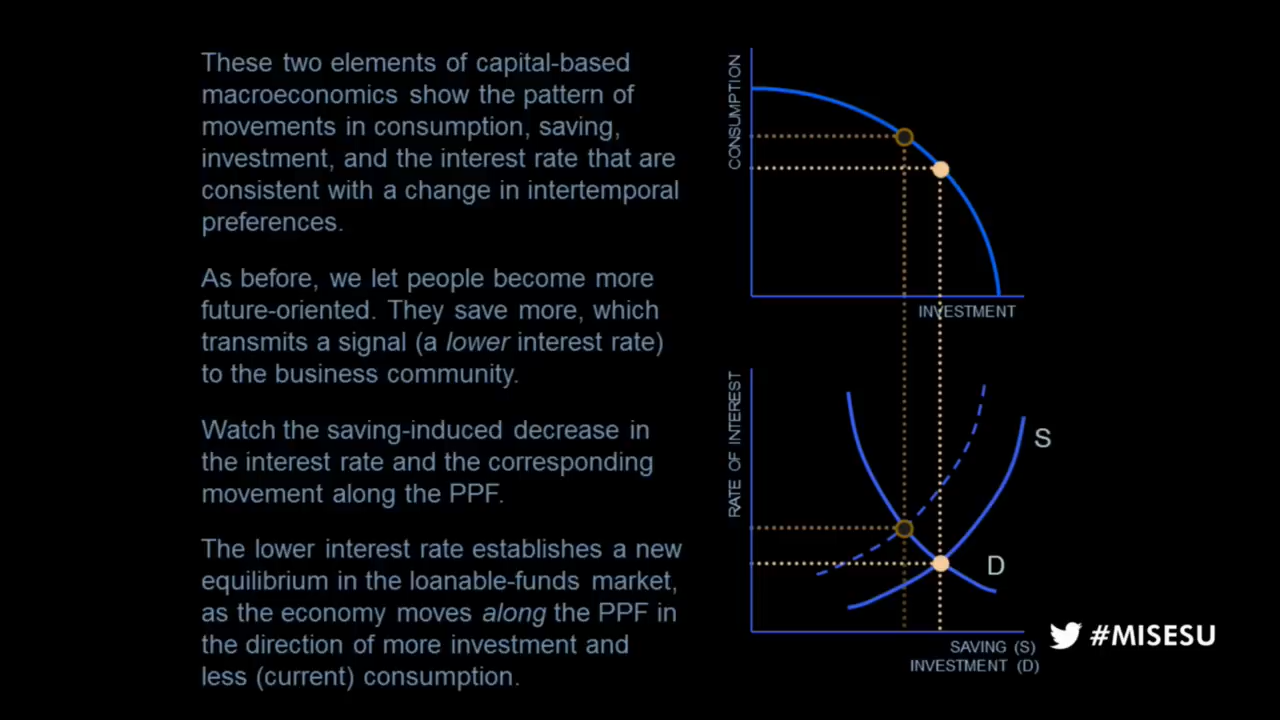 These two elements of capital-based
macroeconomics show the pattern of
movements in consumption, saving,
investment, and the interest rate that are
consistent with a change in intertemporal
preferences.
As before, we let people become more
future-oriented. They save more, which
transmits a signal (a lower interest rate)
to the business community.
Watch the saving-induced decrease in
the interest rate and the corresponding
movement along the PPF.
The lower interest rate establishes a new
equilibrium in the loanable-funds market,
as the economy moves along the PPF in
the direction of more investment and
less (current) consumption.
CONSUMPTION
INVESTMENT
RATE OF INTEREST
S
D
SAVING (S)
INVESTMENT (D)
#MISESU